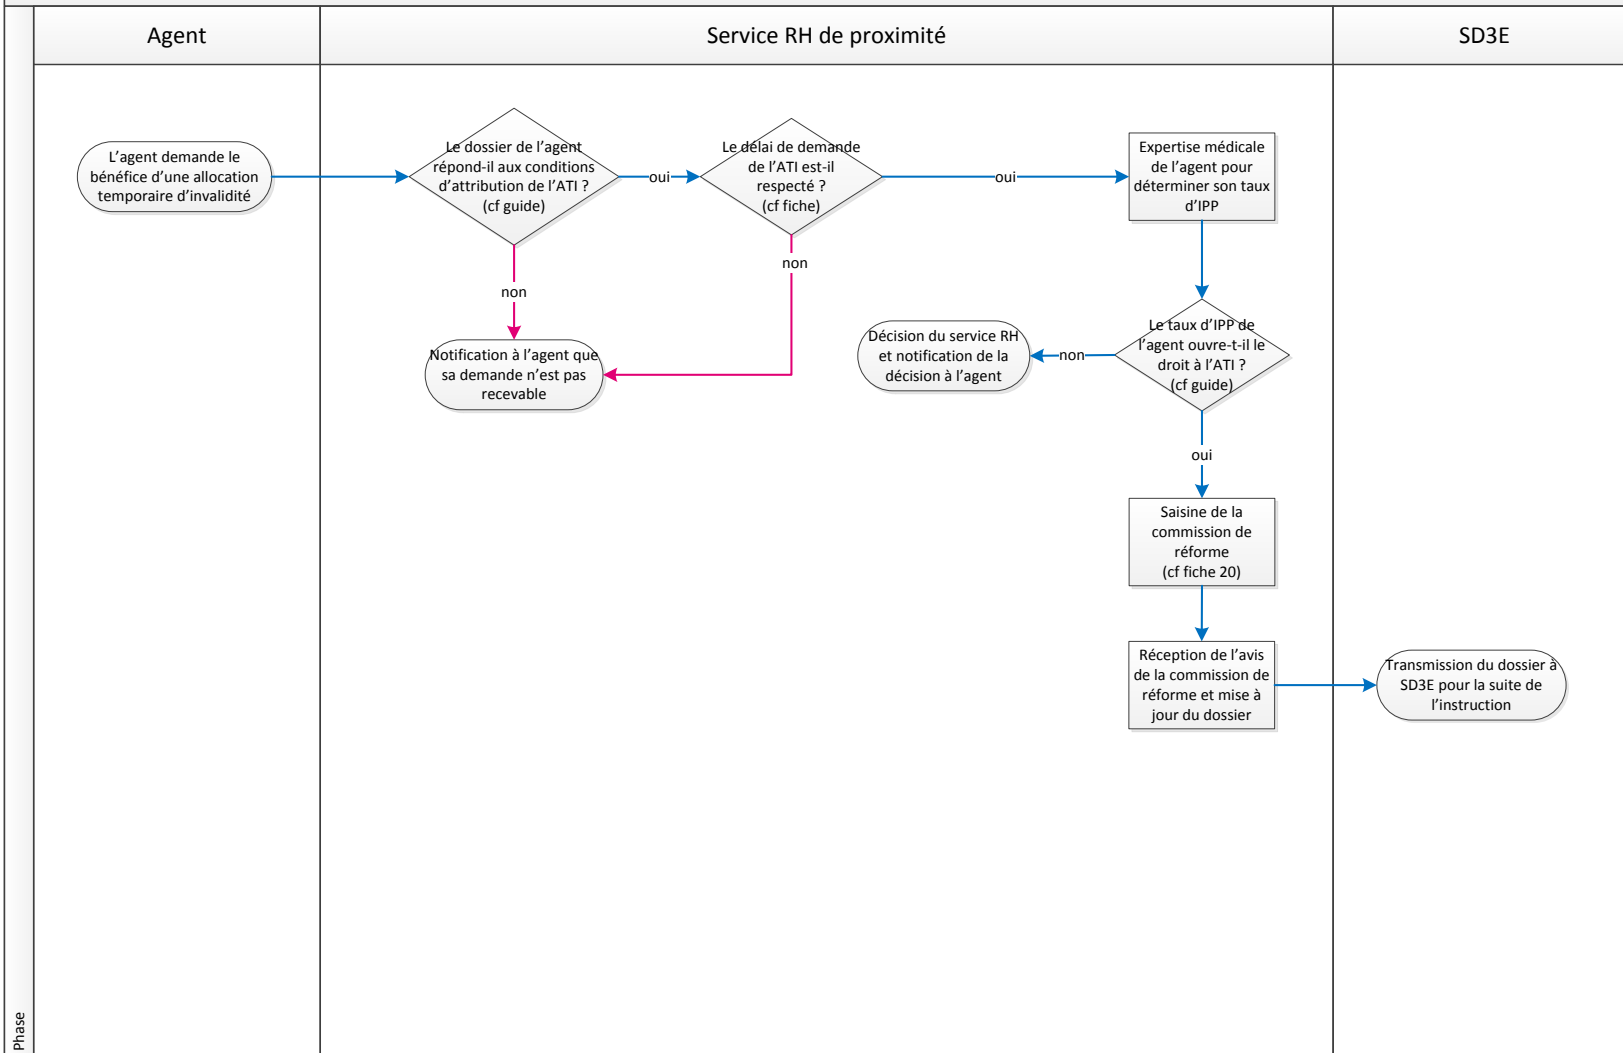 Agent
Service RH de proximité
SD3E
L'agent demande le
bénéfice d'une allocation
temporaire d'invalidité
Le dossier de l'agent
répond-il aux conditions
d'attribution de l'ATI ?
(cf guide)
oui
Le délai de demande
de l'ATI est-il
respecté ?
(cf fiche)
oui
Expertise médicale
de l'agent pour
déterminer son taux
d'IPP
non
non
Notification à l'agent que
sa demande n'est pas
recevable
Décision du service RH
et notification de la
décision à l'agent
non
Le taux d'IPP de
l'agent ouvre-t-il le
droit à l'ATI ?
(cf guide)
oui
Saisine de la
commission de
réforme
(cf fiche 20)
Réception de l'avis
de la commission de
réforme et mise à
jour du dossier
Transmission du dossier à
SD3E pour la suite de
l'instruction
Phase